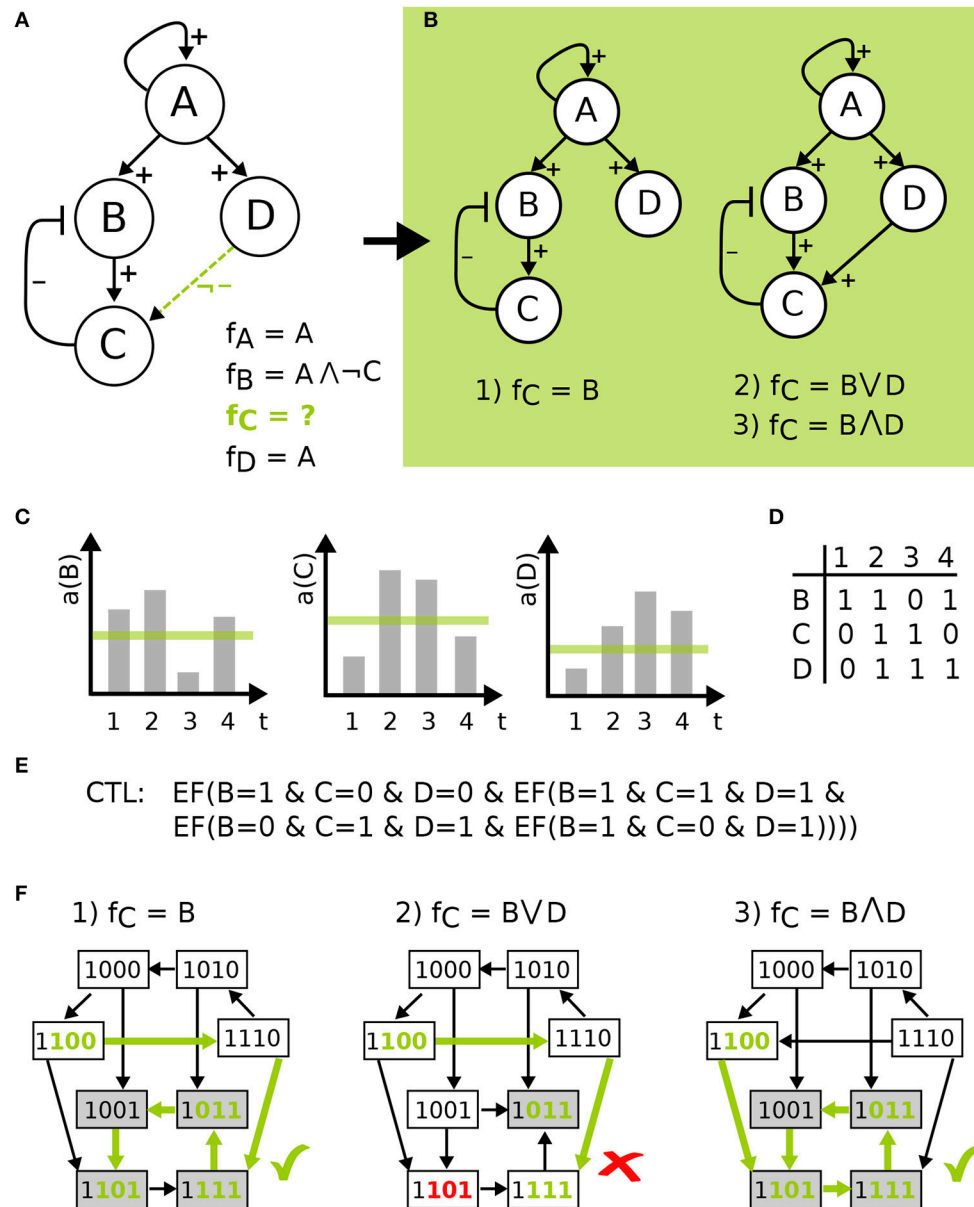 A
B
+
A
+
+
B
D
–
+
¬ –
C
fA = A
fB = A ∧¬C
fC = ?
fD = A
+
A
+
+
B
D
–
+
C
1) fC = B
+
A
+
+
B
D
–
+
+
C
2) fC = B∨D
3) fC = B∧D
C
a(B)
1 2 3 4 t
a(C)
1 2 3 4 t
a(D)
1 2 3 4 t
D
1 2 3 4
B 1 1 0 1
C 0 1 1 0
D 0 1 1 1
E
CTL: EF(B=1 & C=0 & D=0 & EF(B=1 & C=1 & D=1 &
EF(B=0 & C=1 & D=1 & EF(B=1 & C=0 & D=1))))
F
1) fC = B
1000 1010
1100 1110
1001 1011
1101 1111
2) fC = B∨D
1000 1010
1100 1110
1001 1011
1101 1111
3) fC = B∧D
1000 1010
1100 1110
1001 1011
1101 1111